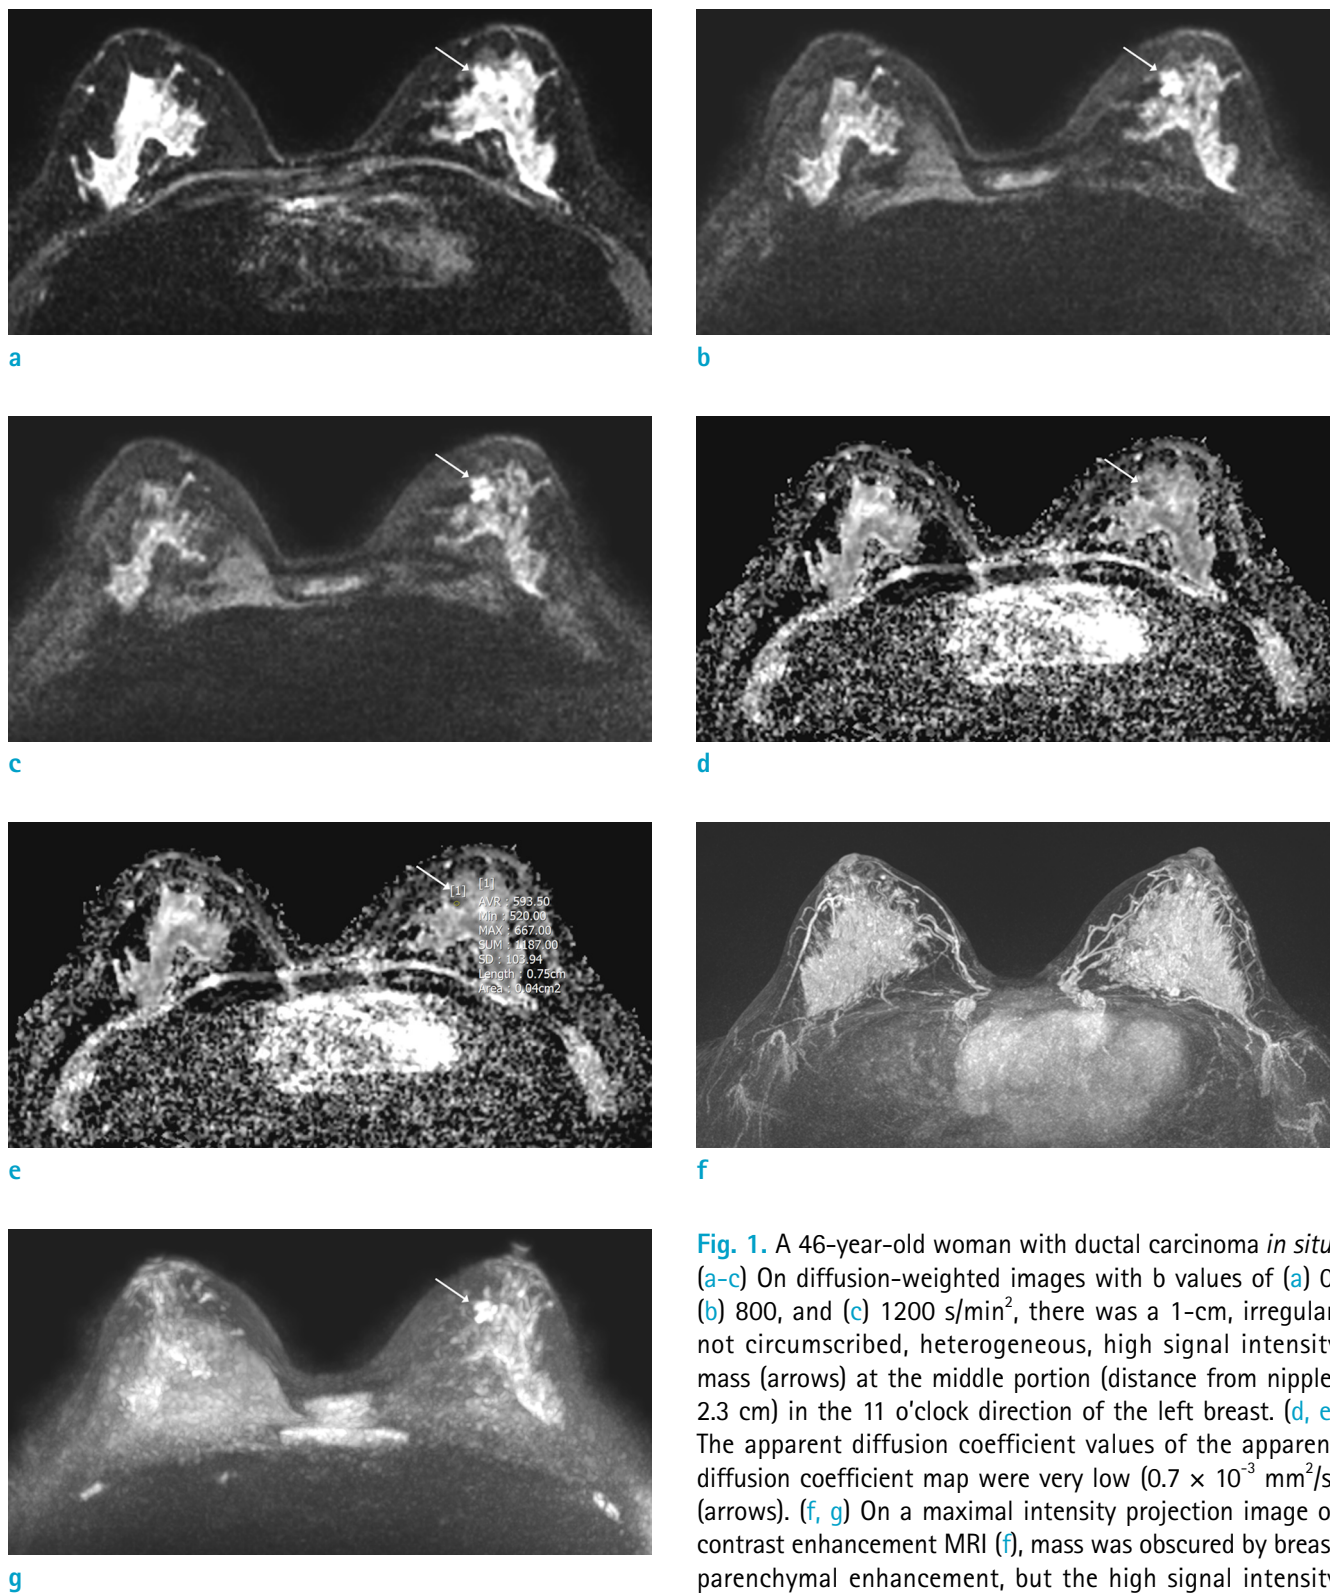 a
b
c
d
[1]
[1]
AVR : 593.50
Min : 520.00
MAX : 667.00
SUM : 1187.00
SD : 103.94
Length : 0.75cm
Area : 0.04cm2
e
f
g
Fig. 1. A 46-year-old woman with ductal carcinoma in situ
(a-c) On diffusion-weighted images with b values of (a) 0
(b) 800, and (c) 1200 s/min², there was a 1-cm, irregular
not circumscribed, heterogeneous, high signal intensity
mass (arrows) at the middle portion (distance from nipple
2.3 cm) in the 11 o'clock direction of the left breast. (d, e
The apparent diffusion coefficient values of the apparen
diffusion coefficient map were very low (0.7 × 10⁻³ mm²/s
(arrows). (f, g) On a maximal intensity projection image o
contrast enhancement MRI (f), mass was obscured by breas
parenchymal enhancement, but the high signal intensity